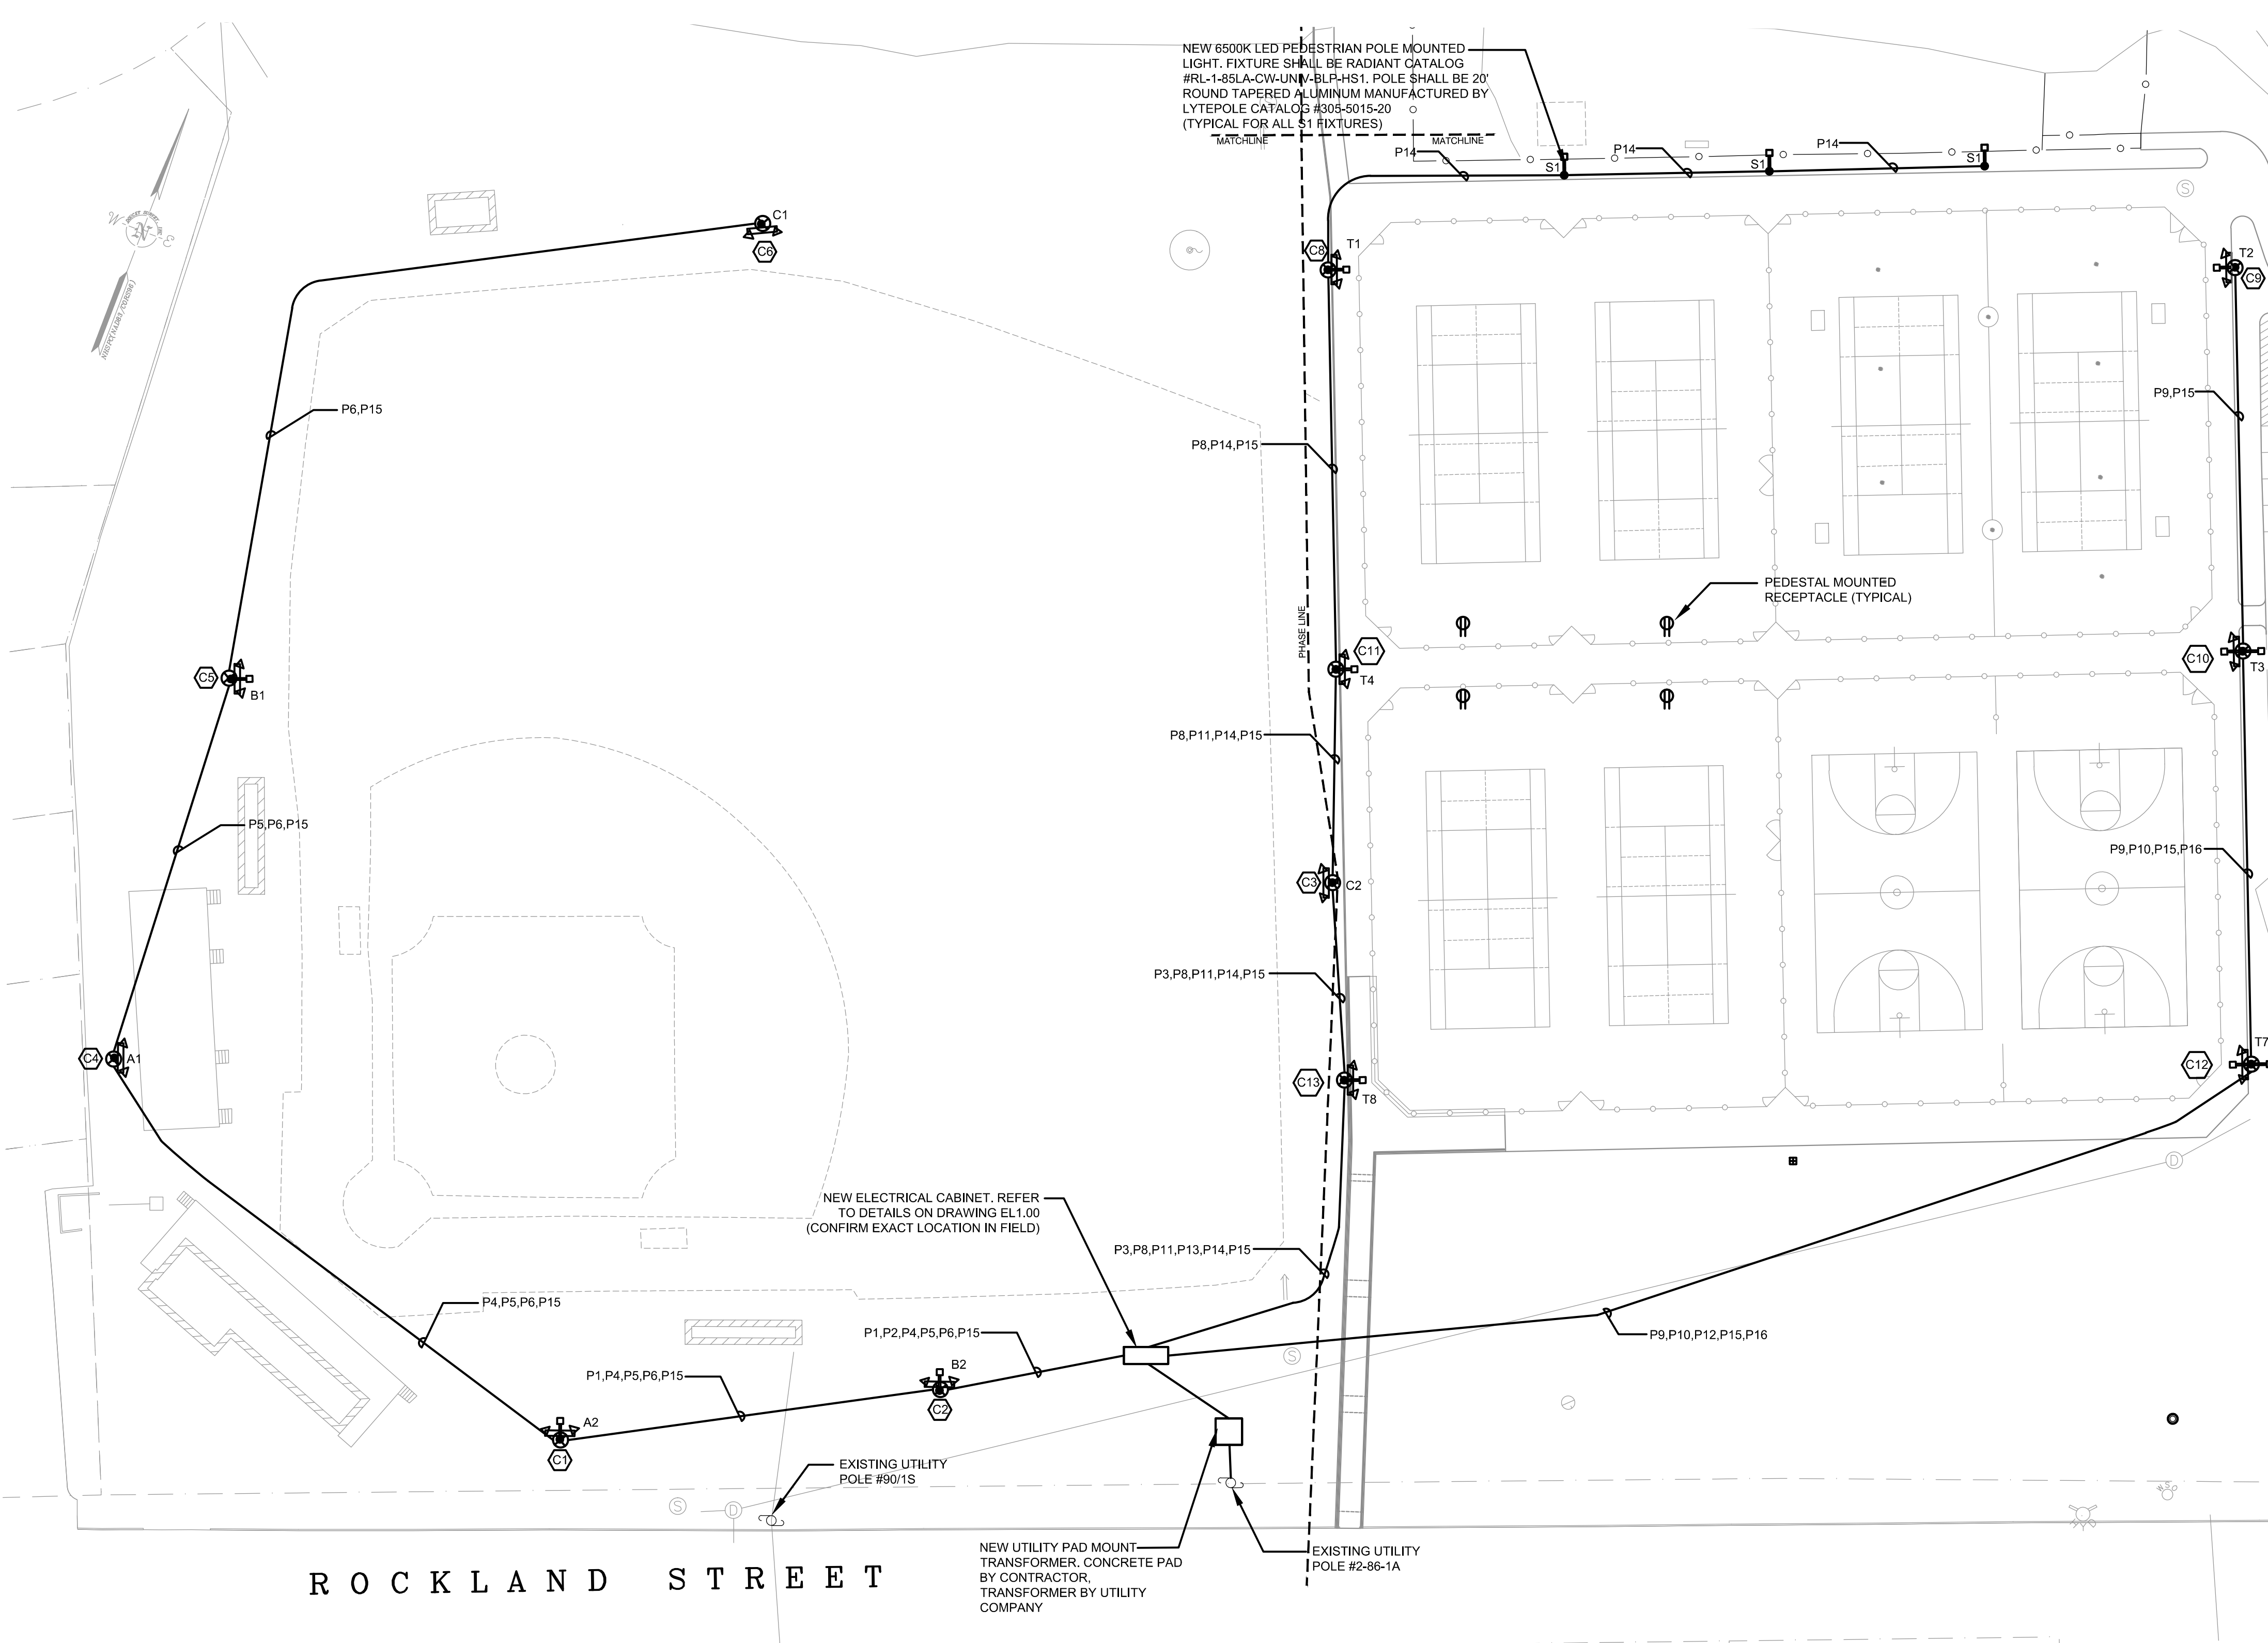 NEW 6500K LED PEDESTRIAN POLE MOUNTED
LIGHT. FIXTURE SHALL BE RADIANT CATALOG
#RL-1-85LA-CW-UNIV-BLP-HS1. POLE SHALL BE 20'
ROUND TAPERED ALUMINUM MANUFACTURED BY
LYTEPOLE CATALOG #305-5015-20
(TYPICAL FOR ALL S1 FIXTURES)
MATCHLINE
MATCHLINE
P14
S1
P14
S1
P14
S1
S
W
N
E
C1
C6
C8
T1
T2
C9
P6,P15
P9,P15
P8,P14,P15
PEDESTAL MOUNTED
RECEPTACLE (TYPICAL)
PHASE LINE
C11
T4
C10
T3
C5
B1
P8,P11,P14,P15
P5,P6,P15
P9,P10,P15,P16
C3
C2
P3,P8,P11,P14,P15
C4
A1
C13
T8
C12
T7
D
NEW ELECTRICAL CABINET. REFER
TO DETAILS ON DRAWING EL1.00
(CONFIRM EXACT LOCATION IN FIELD)
P3,P8,P11,P13,P14,P15
P4,P5,P6,P15
P1,P2,P4,P5,P6,P15
P9,P10,P12,P15,P16
S
P1,P4,P5,P6,P15
B2
C2
A2
C1
EXISTING UTILITY
POLE #90/1S
S
D
NEW UTILITY PAD MOUNT
TRANSFORMER. CONCRETE PAD
BY CONTRACTOR,
TRANSFORMER BY UTILITY
COMPANY
EXISTING UTILITY
POLE #2-86-1A
ROCKLAND STREET